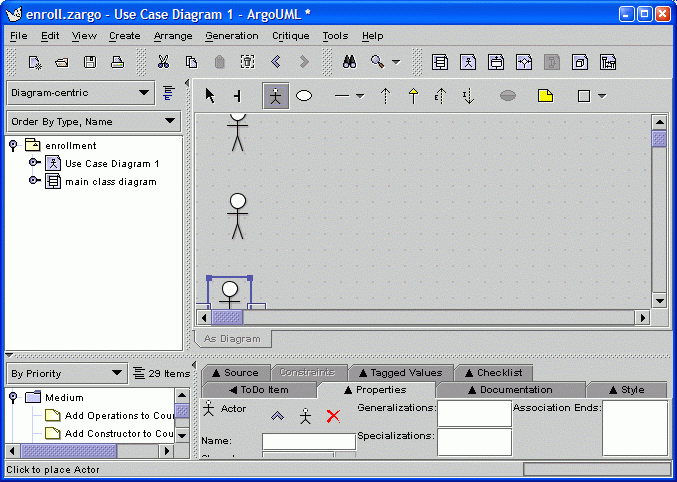 enroll.zargo - Use Case Diagram 1 - ArgoUML *
File Edit View Create Arrange Generation Critique Tools Help
Diagram-centric
Order By Type, Name
enrollment
Use Case Diagram 1
main class diagram
As Diagram
By Priority 29 Items
Medium
Add Operations to Cou
Add Constructor to Cou
Source Constraints Tagged Values Checklist
ToDo Item Properties Documentation Style
Actor Generalizations: Association Ends:
Name: Specializations:
Click to place Actor